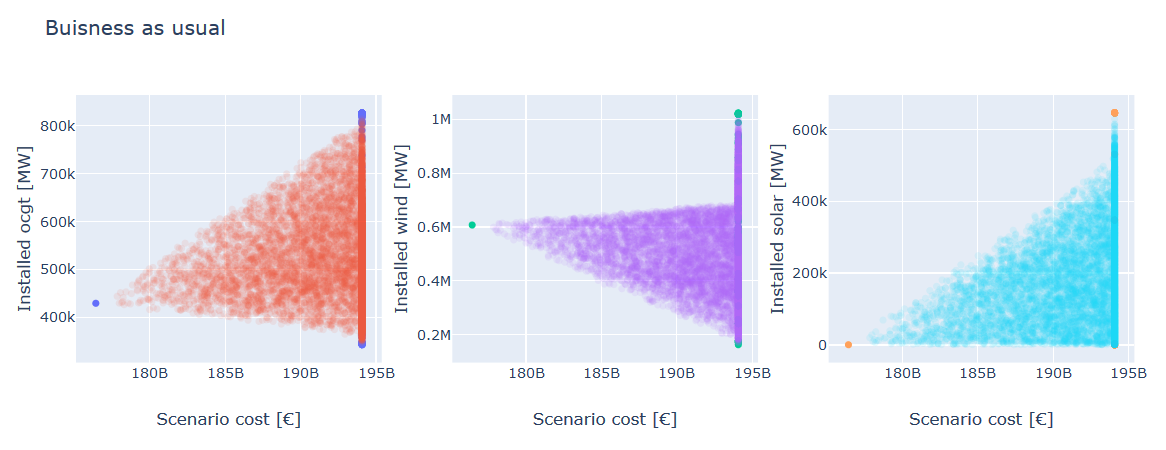 Buisness as usual
Installed ocgt [MW]
800k
700k
600k
500k
400k
180B
185B
190B
195B
Scenario cost [€]
Installed wind [MW]
1M
0.8M
0.6M
0.4M
0.2M
180B
185B
190B
195B
Scenario cost [€]
Installed solar [MW]
600k
400k
200k
0
180B
185B
190B
195B
Scenario cost [€]